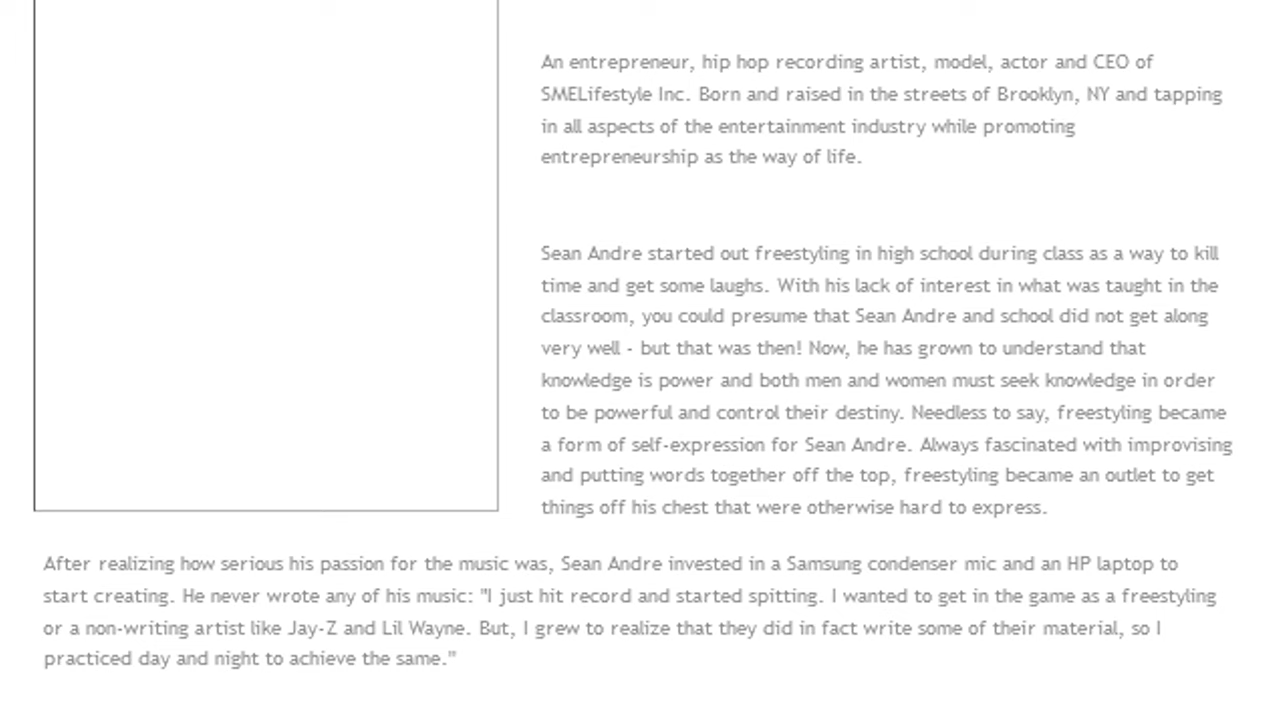 An entrepreneur, hip hop recording artist, model, actor and CEO of
SMELifestyle Inc. Born and raised in the streets of Brooklyn, NY and tapping
in all aspects of the entertainment industry while promoting
entrepreneurship as the way of life.
Sean Andre started out freestyling in high school during class as a way to kill
time and get some laughs. With his lack of interest in what was taught in the
classroom, you could presume that Sean Andre and school did not get along
very well - but that was then! Now, he has grown to understand that
knowledge is power and both men and women must seek knowledge in order
to be powerful and control their destiny. Needless to say, freestyling became
a form of self-expression for Sean Andre. Always fascinated with improvising
and putting words together off the top, freestyling became an outlet to get
things off his chest that were otherwise hard to express.
After realizing how serious his passion for the music was, Sean Andre invested in a Samsung condenser mic and an HP laptop to
start creating. He never wrote any of his music: "I just hit record and started spitting. I wanted to get in the game as a freestyling
or a non-writing artist like Jay-Z and Lil Wayne. But, I grew to realize that they did in fact write some of their material, so I
practiced day and night to achieve the same."